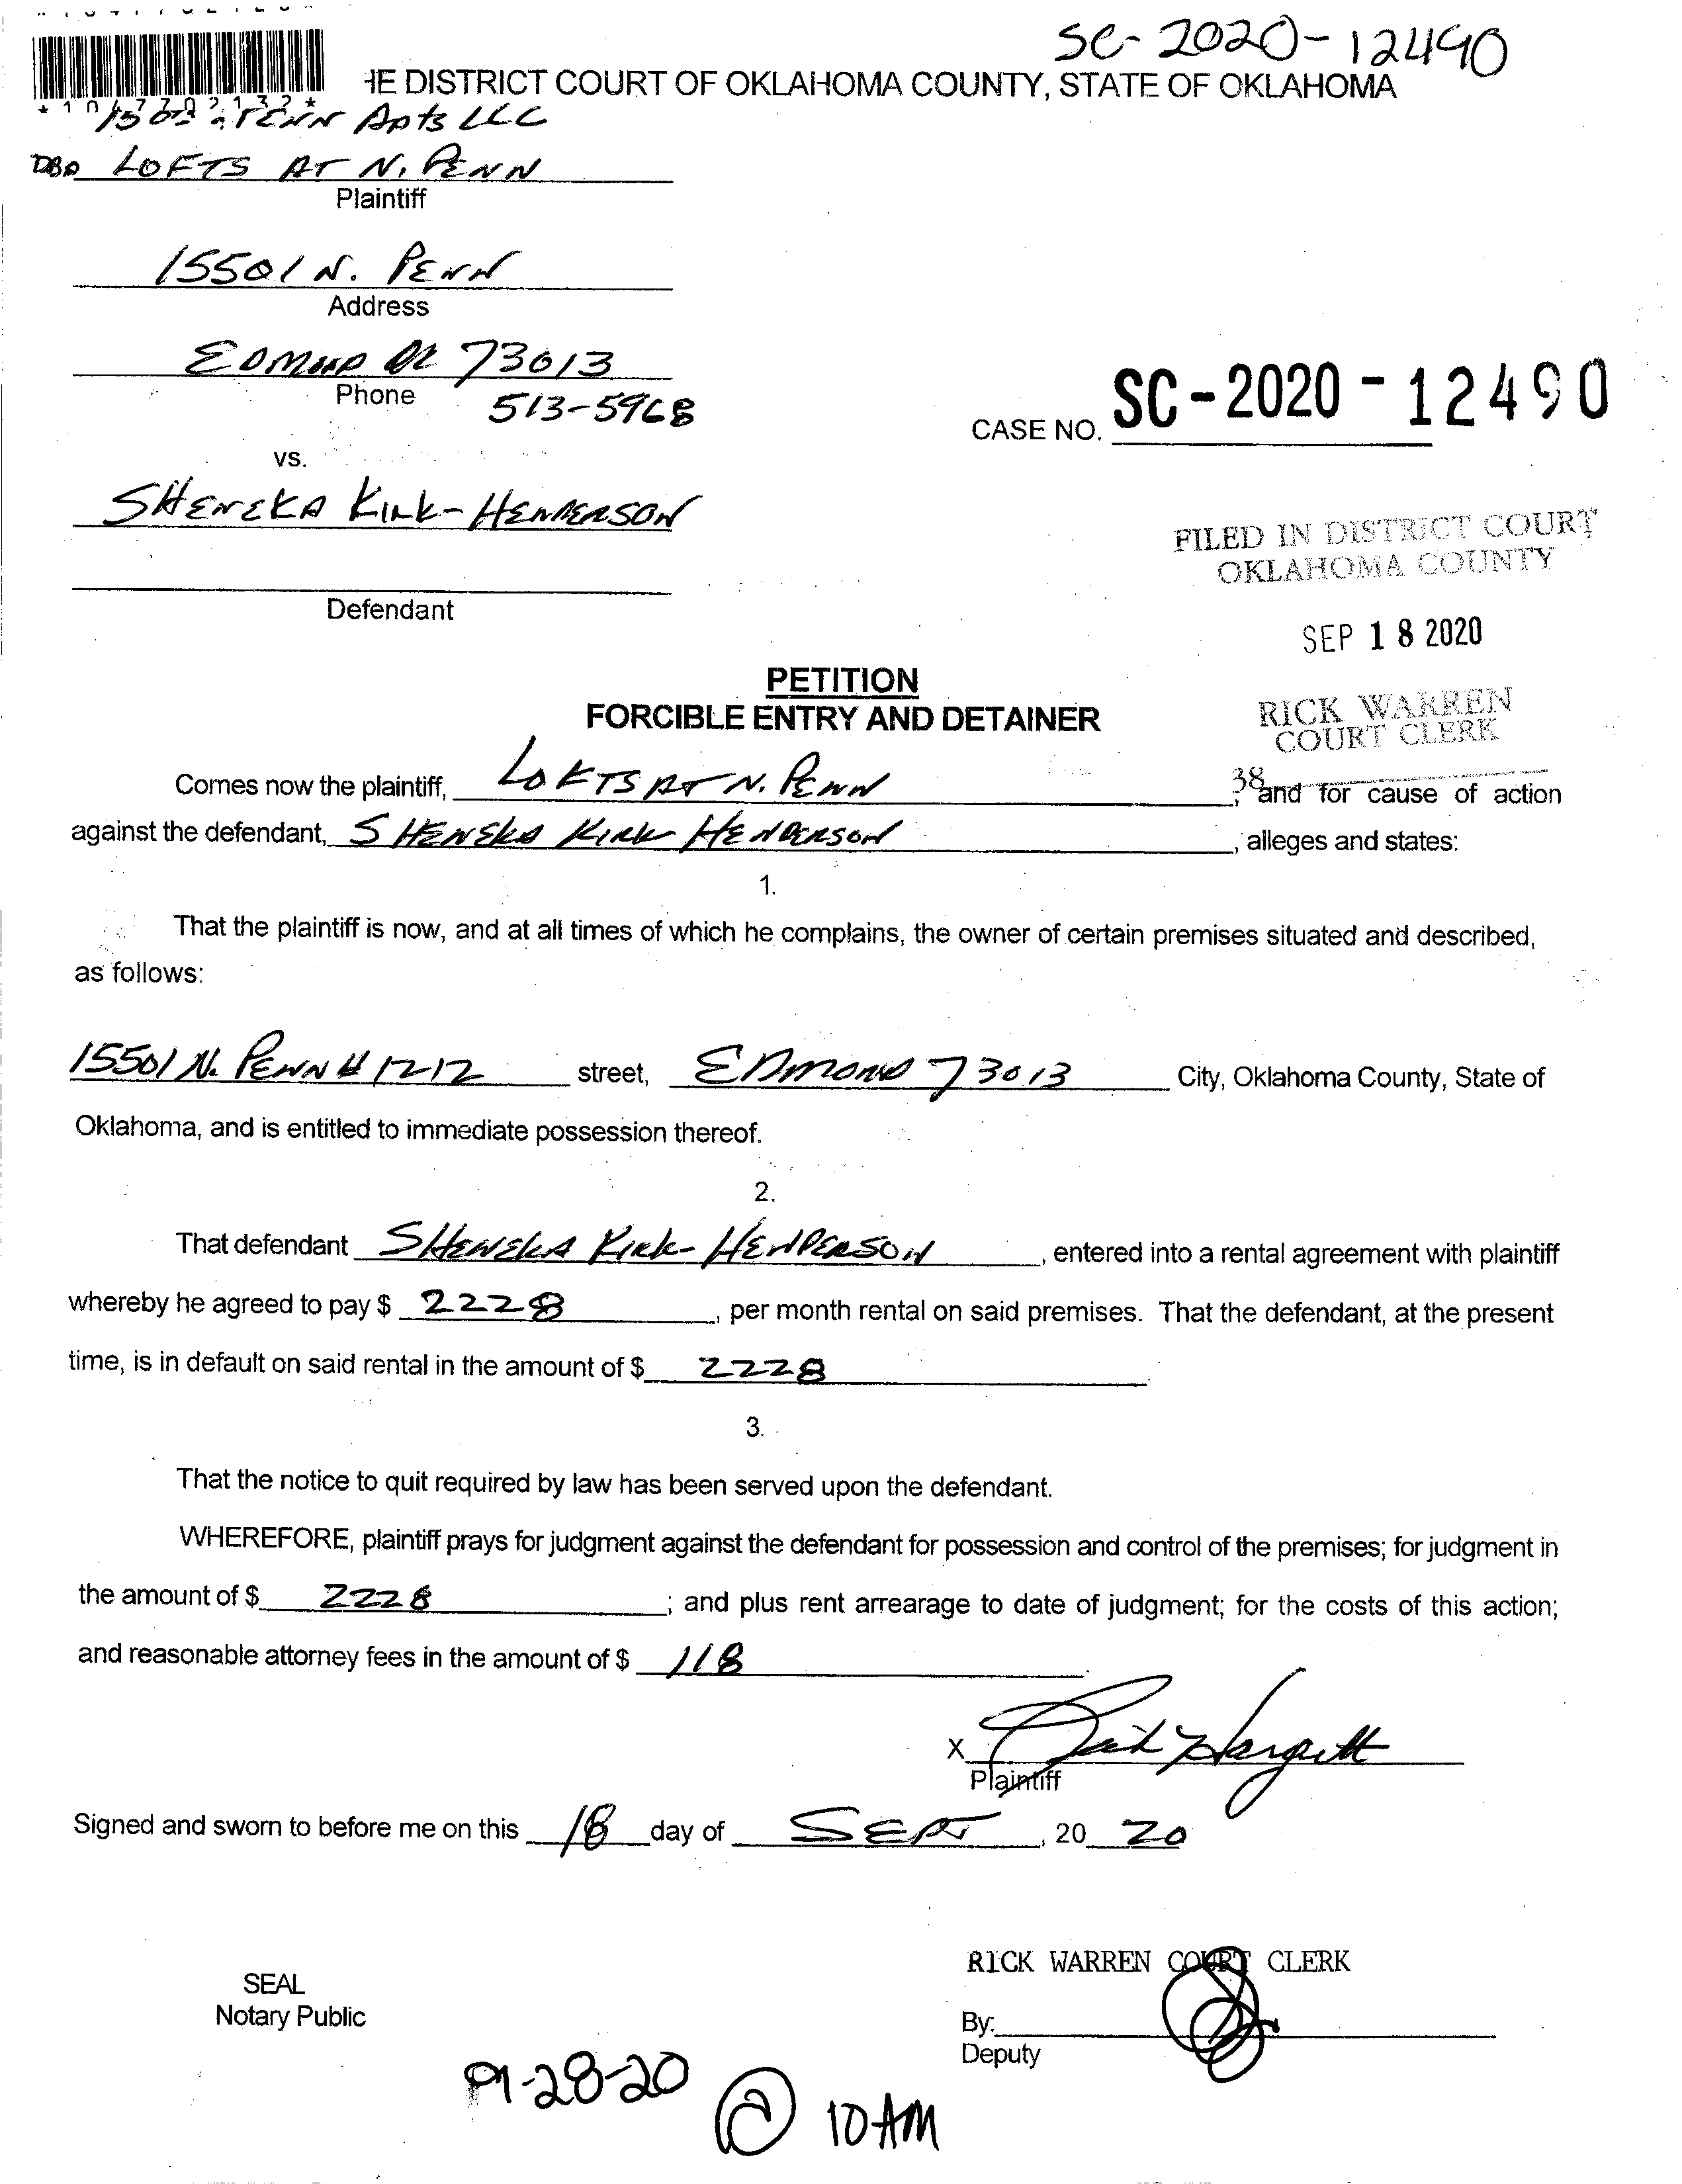 SC-2020-12490
HE DISTRICT COURT OF OKLAHOMA COUNTY, STATE OF OKLAHOMA
PENN Apts LLC
DBA LOFTS AT N. PENN
Plaintiff
15501 N. PENN
Address
EDMOND OK 73013
Phone 513-5968
CASE NO. SC-2020-12490
vs.
SHENEKA KIRK-HENDERSON
FILED IN DISTRICT COURT
OKLAHOMA COUNTY
Defendant
SEP 18 2020
PETITION
FORCIBLE ENTRY AND DETAINER
RICK WARREN
COURT CLERK
38
Comes now the plaintiff, LOFTS AT N. PENN, and for cause of action
against the defendant, SHENEKA KIRK-HENDERSON, alleges and states:
1.
That the plaintiff is now, and at all times of which he complains, the owner of certain premises situated and described,
as follows:
15501 N. PENN # 1212 street, EDMOND 73013 City, Oklahoma County, State of
Oklahoma, and is entitled to immediate possession thereof.
2.
That defendant SHENEKA KIRK-HENDERSON, entered into a rental agreement with plaintiff
whereby he agreed to pay $ 2228, per month rental on said premises. That the defendant, at the present
time, is in default on said rental in the amount of $ 2228.
3.
That the notice to quit required by law has been served upon the defendant.
WHEREFORE, plaintiff prays for judgment against the defendant for possession and control of the premises; for judgment in
the amount of $ 2228; and plus rent arrearage to date of judgment; for the costs of this action;
and reasonable attorney fees in the amount of $ 118.
X
Plaintiff
Signed and sworn to before me on this 18 day of SEPT, 20 20
RICK WARREN COURT CLERK
SEAL
Notary Public
By:
Deputy
9-28-20 @ 10AM